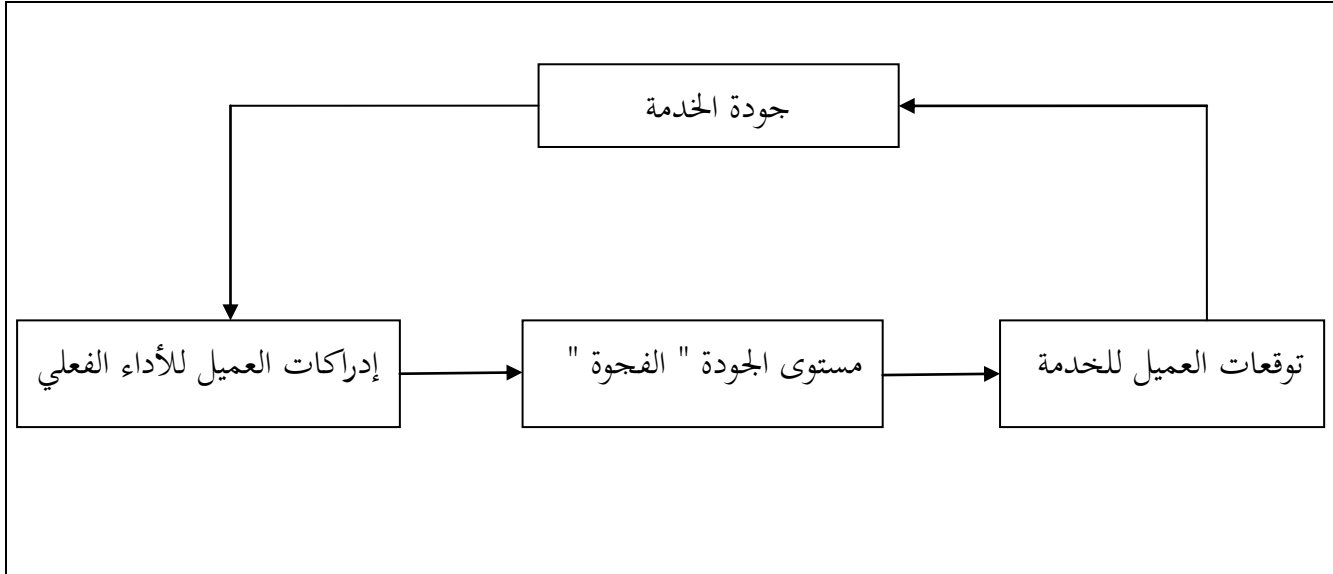 جودة الخدمة
توقعات العميل للخدمة
مستوى الجودة " الفجوة "
إدراكات العميل للأداء الفعلي